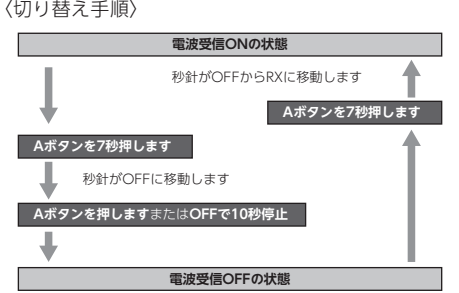 〈切り替え手順〉
電波受信ONの状態
秒針がOFFからRXに移動します
Aボタンを7秒押します
Aボタンを7秒押します
秒針がOFFに移動します
Aボタンを押しますまたはOFFで10秒停止
電波受信OFFの状態